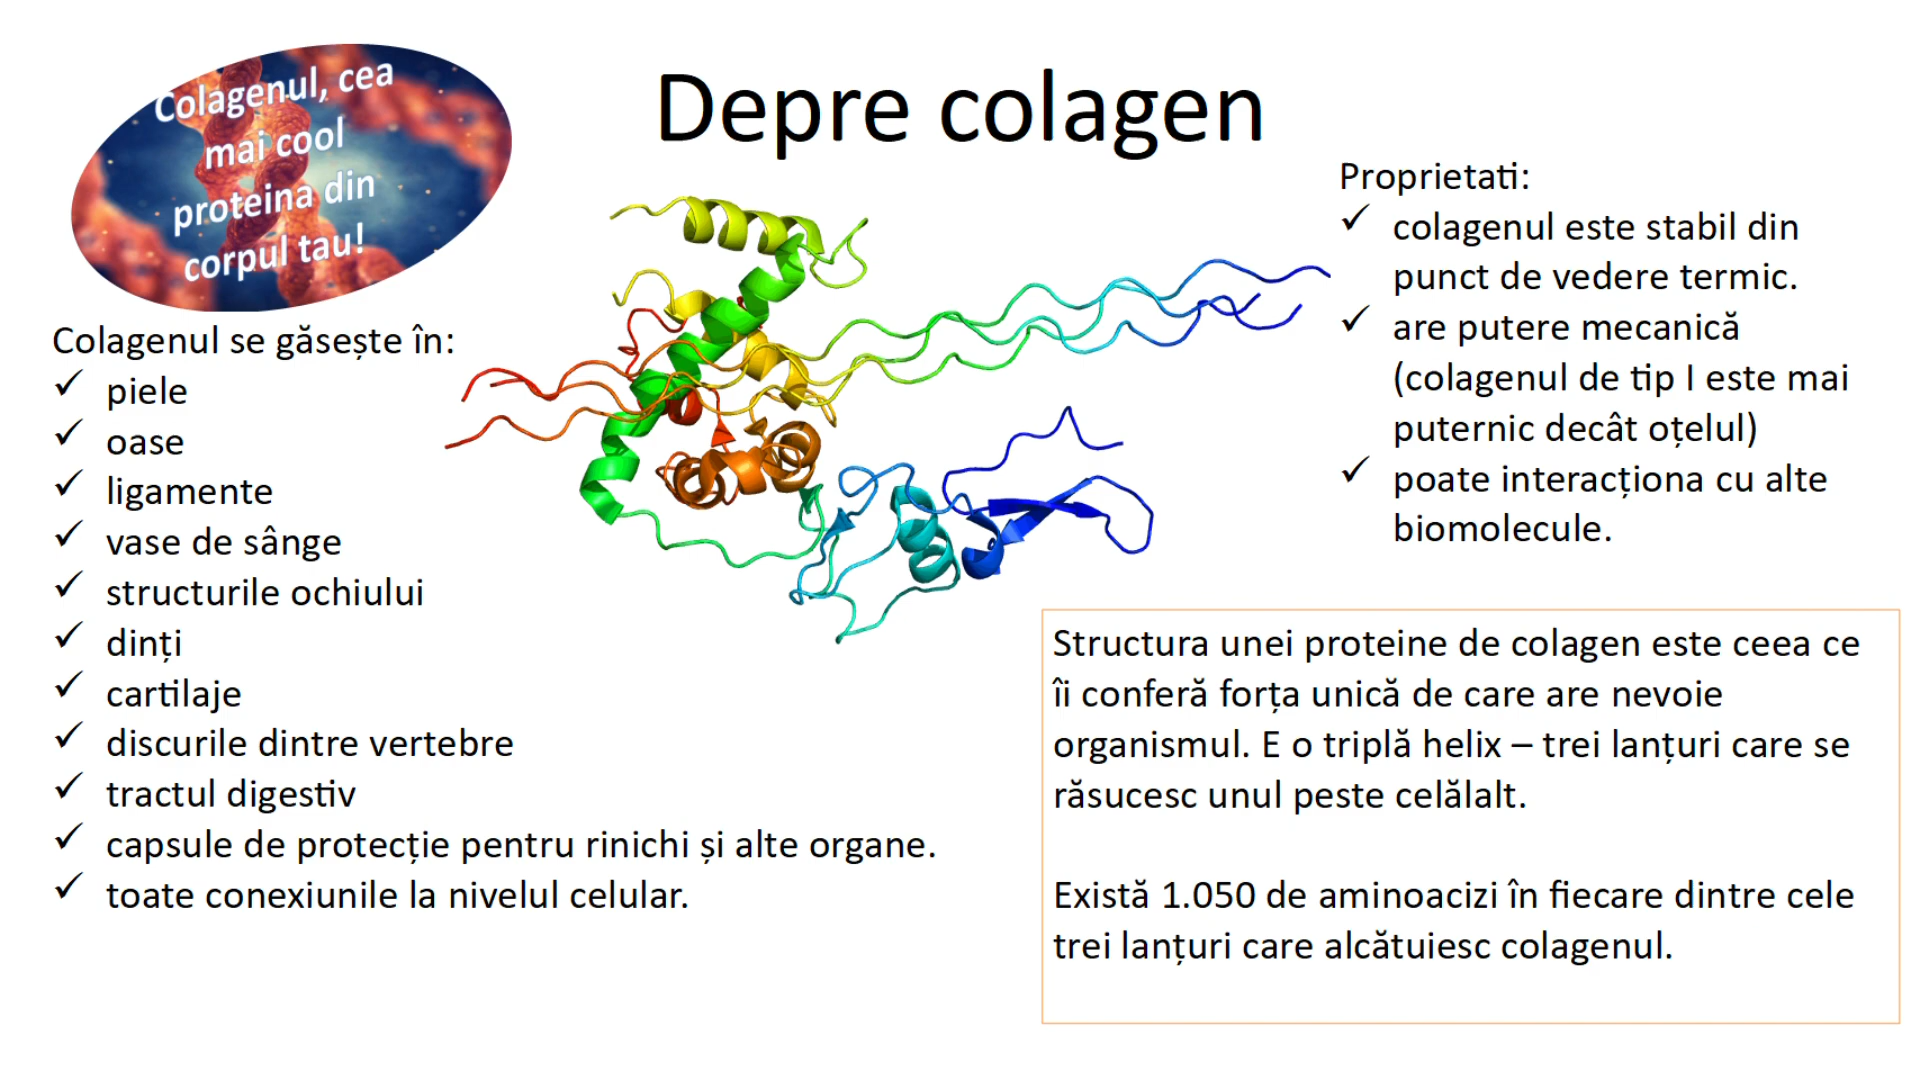 Colagenul, cea
mai cool
proteina din
corpul tau!
Depre colagen
Colagenul se găsește în:
✓ piele
✓ oase
✓ ligamente
✓ vase de sânge
✓ structurile ochiului
✓ dinți
✓ cartilaje
✓ discurile dintre vertebre
✓ tractul digestiv
✓ capsule de protecție pentru rinichi și alte organe.
✓ toate conexiunile la nivelul celular.
Proprietati:
✓ colagenul este stabil din
punct de vedere termic.
✓ are putere mecanică
(colagenul de tip I este mai
puternic decât oțelul)
✓ poate interacționa cu alte
biomolecule.
Structura unei proteine de colagen este ceea ce
îi conferă forța unică de care are nevoie
organismul. E o triplă helix – trei lanțuri care se
răsucesc unul peste celălalt.
Există 1.050 de aminoacizi în fiecare dintre cele
trei lanțuri care alcătuiesc colagenul.